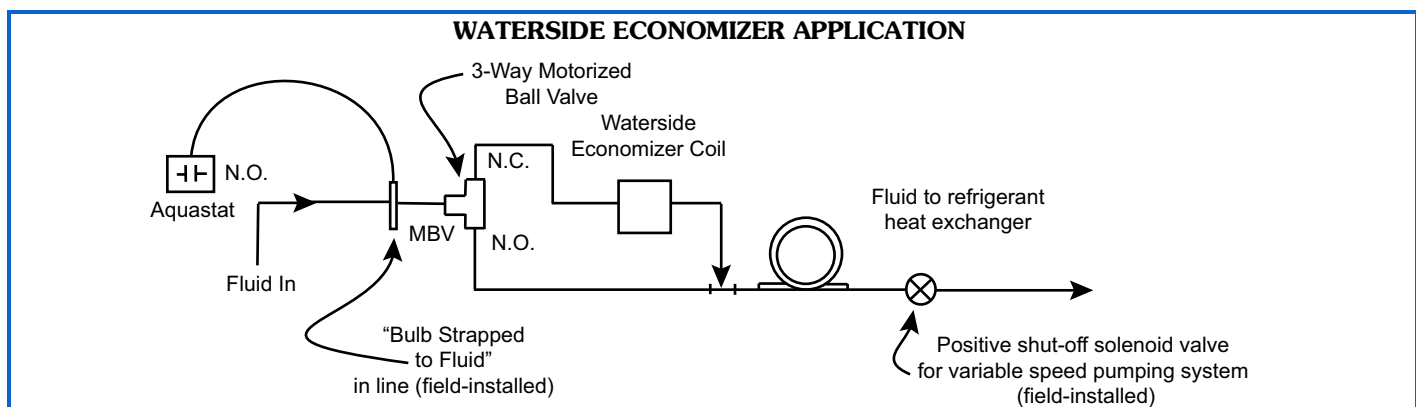 WATERSIDE ECONOMIZER APPLICATION
3-Way Motorized
Ball Valve
Waterside
Economizer Coil
N.C.
N.O.
Aquastat
MBV
N.O.
Fluid In
Fluid to refrigerant
heat exchanger
“Bulb Strapped
to Fluid”
in line (field-installed)
Positive shut-off solenoid valve
for variable speed pumping system
(field-installed)